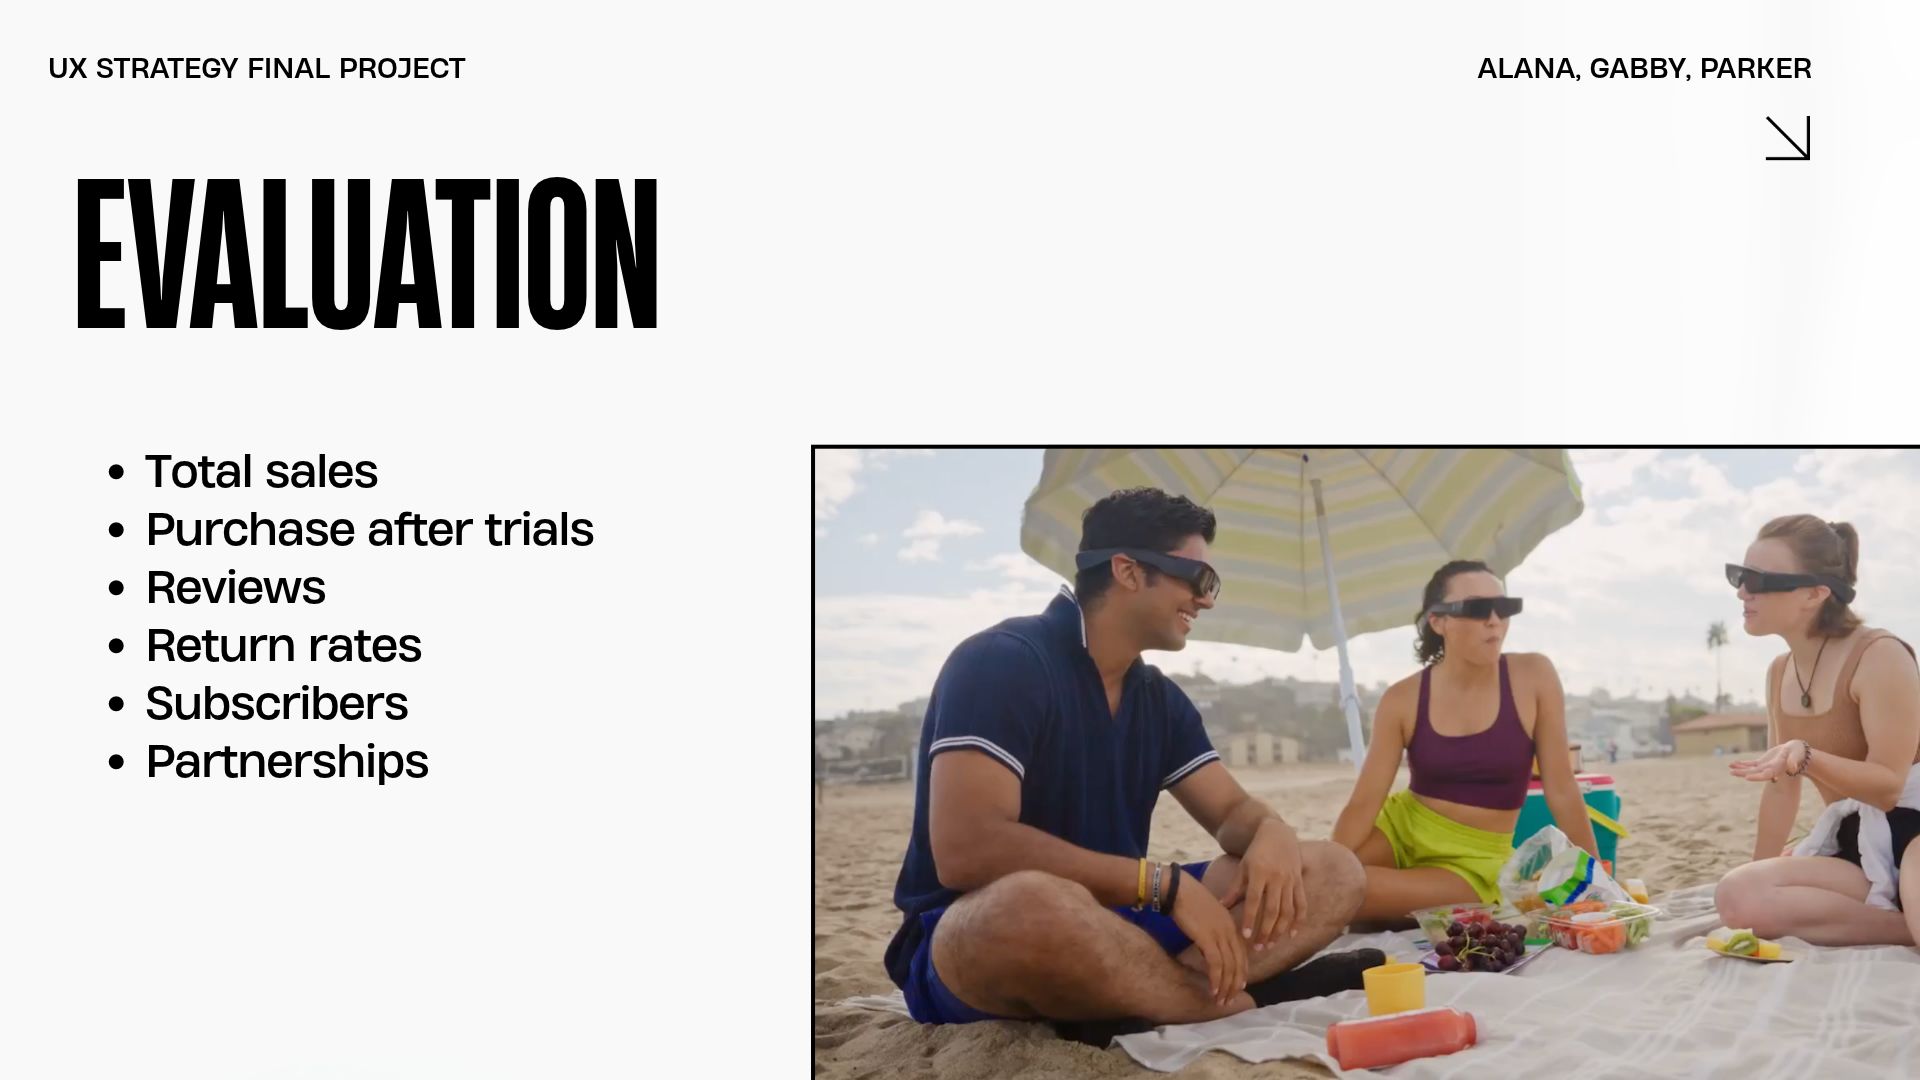 UX STRATEGY FINAL PROJECT
ALANA, GABBY, PARKER
EVALUATION
• Total sales
• Purchase after trials
• Reviews
• Return rates
• Subscribers
• Partnerships